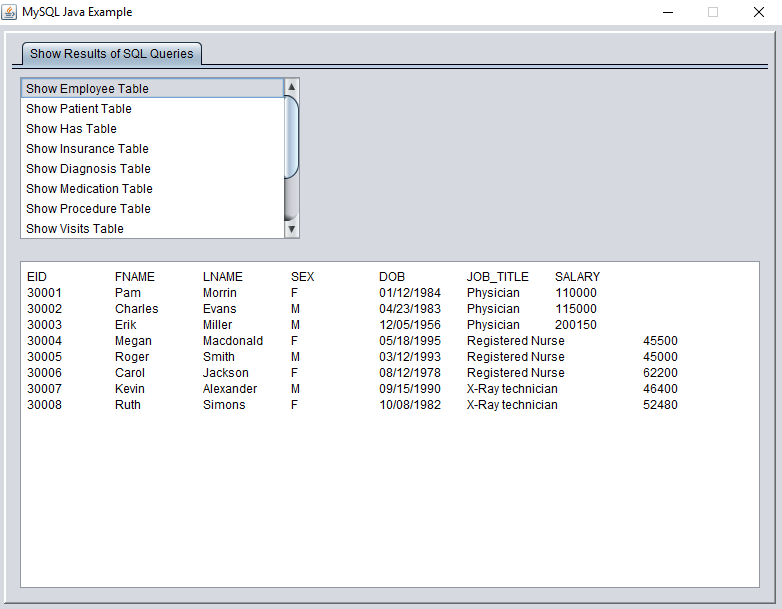 MySQL Java Example
Show Results of SQL Queries
Show Employee Table
Show Patient Table
Show Has Table
Show Insurance Table
Show Diagnosis Table
Show Medication Table
Show Procedure Table
Show Visits Table
EID FNAME LNAME SEX DOB JOB_TITLE SALARY
30001 Pam Morrin F 01/12/1984 Physician 110000
30002 Charles Evans M 04/23/1983 Physician 115000
30003 Erik Miller M 12/05/1956 Physician 200150
30004 Megan Macdonald F 05/18/1995 Registered Nurse 45500
30005 Roger Smith M 03/12/1993 Registered Nurse 45000
30006 Carol Jackson F 08/12/1978 Registered Nurse 62200
30007 Kevin Alexander M 09/15/1990 X-Ray technician 46400
30008 Ruth Simons F 10/08/1982 X-Ray technician 52480